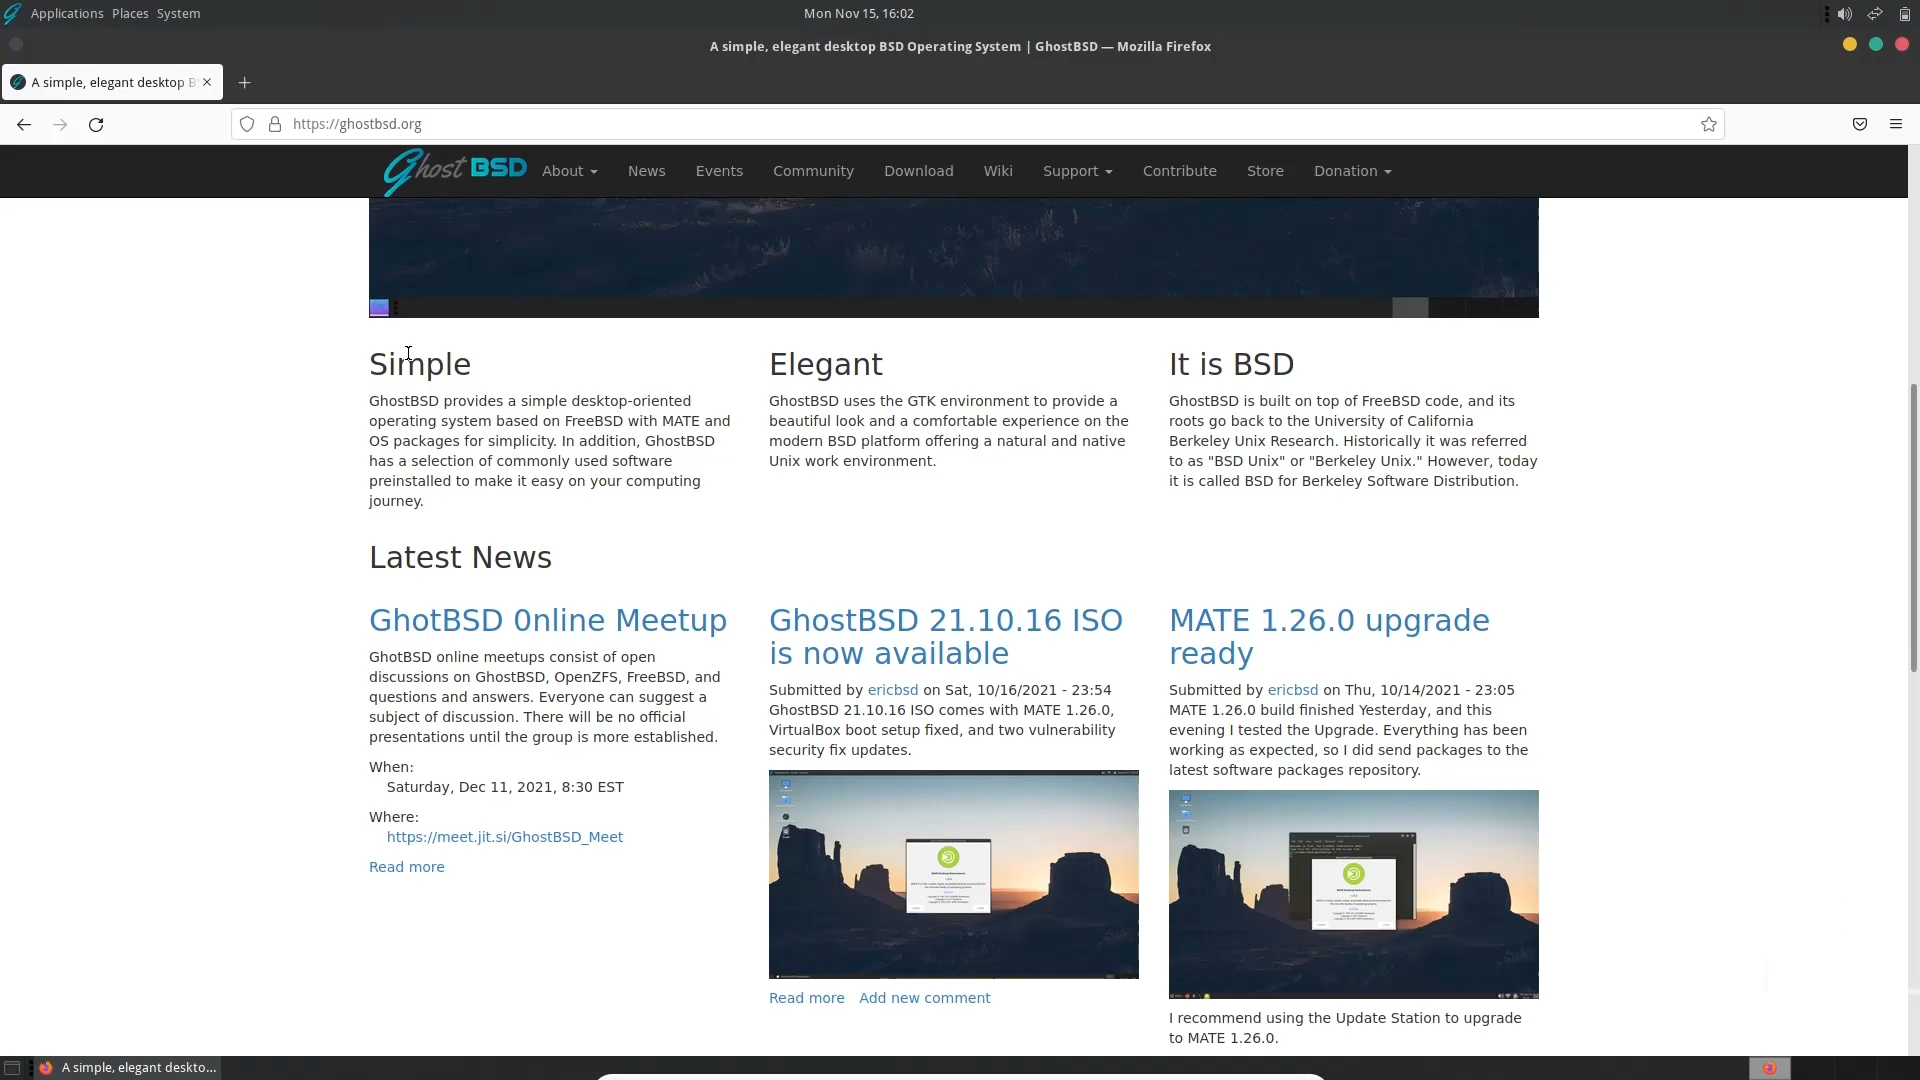 Applications Places System
Mon Nov 15, 16:02
A simple, elegant desktop BSD Operating System | GhostBSD — Mozilla Firefox
A simple, elegant desktop B
https://ghostbsd.org
Ghost BSD
About News Events Community Download Wiki Support Contribute Store Donation
Simple
GhostBSD provides a simple desktop-oriented
operating system based on FreeBSD with MATE and
OS packages for simplicity. In addition, GhostBSD
has a selection of commonly used software
preinstalled to make it easy on your computing
journey.
Elegant
GhostBSD uses the GTK environment to provide a
beautiful look and a comfortable experience on the
modern BSD platform offering a natural and native
Unix work environment.
It is BSD
GhostBSD is built on top of FreeBSD code, and its
roots go back to the University of California
Berkeley Unix Research. Historically it was referred
to as "BSD Unix" or "Berkeley Unix." However, today
it is called BSD for Berkeley Software Distribution.
Latest News
GhotBSD 0nline Meetup
GhotBSD online meetups consist of open
discussions on GhostBSD, OpenZFS, FreeBSD, and
questions and answers. Everyone can suggest a
subject of discussion. There will be no official
presentations until the group is more established.
When:
Saturday, Dec 11, 2021, 8:30 EST
Where:
https://meet.jit.si/GhostBSD_Meet
Read more
GhostBSD 21.10.16 ISO
is now available
Submitted by ericbsd on Sat, 10/16/2021 - 23:54
GhostBSD 21.10.16 ISO comes with MATE 1.26.0,
VirtualBox boot setup fixed, and two vulnerability
security fix updates.
Read more Add new comment
MATE 1.26.0 upgrade
ready
Submitted by ericbsd on Thu, 10/14/2021 - 23:05
MATE 1.26.0 build finished Yesterday, and this
evening I tested the Upgrade. Everything has been
working as expected, so I did send packages to the
latest software packages repository.
I recommend using the Update Station to upgrade
to MATE 1.26.0.
A simple, elegant deskto...